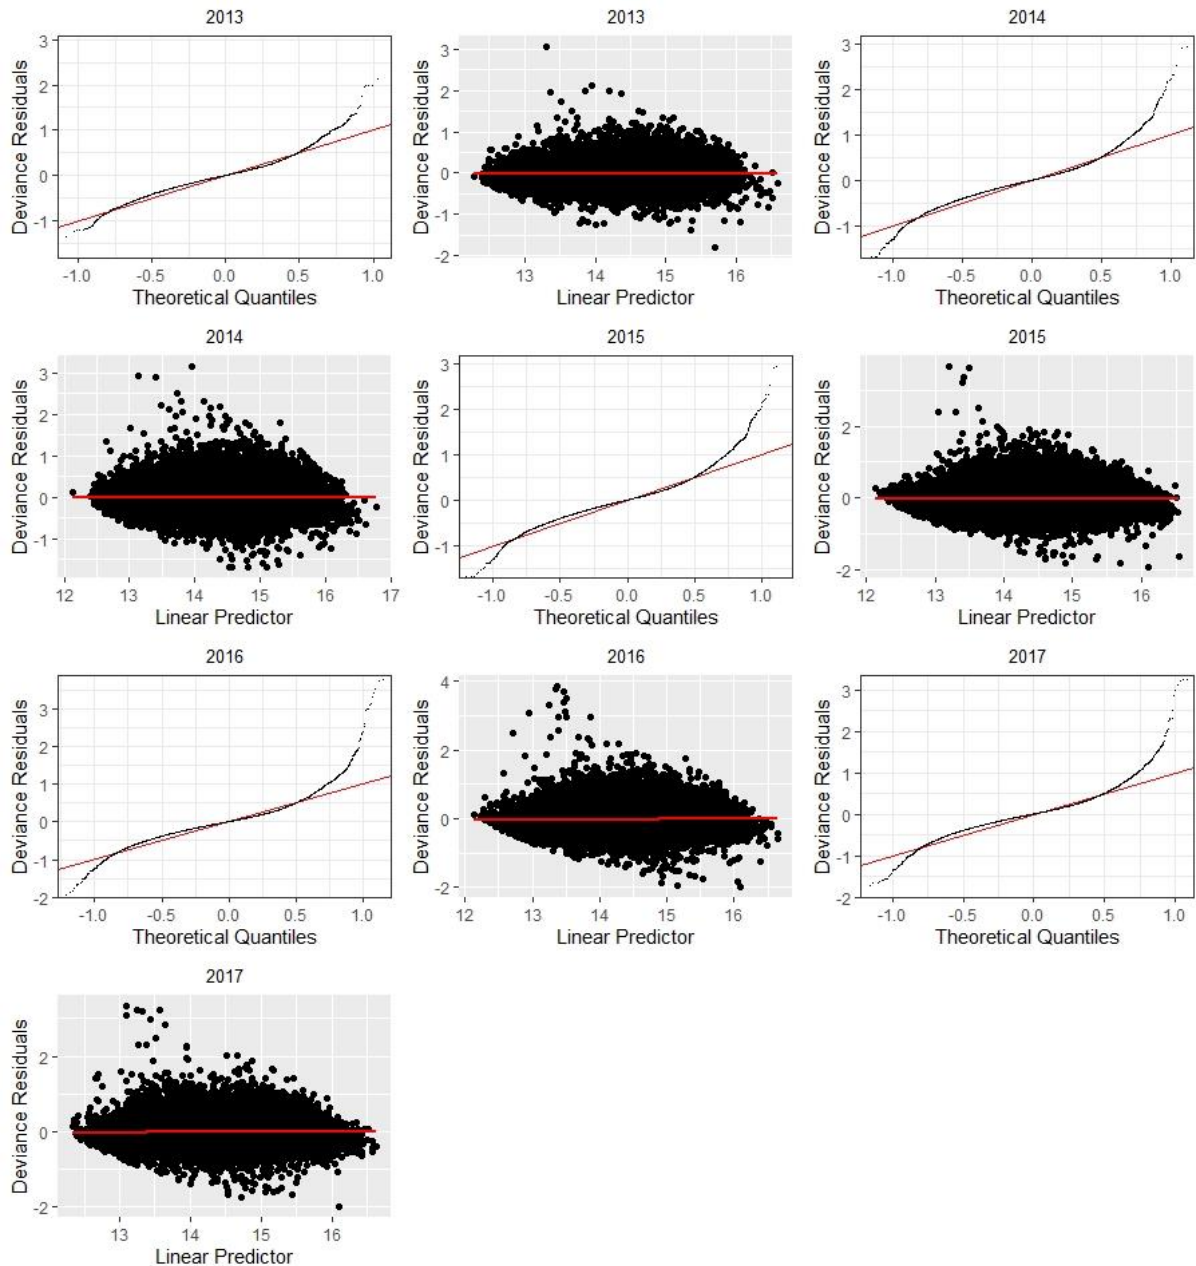 2013
3
2
1
0
-1
Deviance Residuals
-1.0 -0.5 0.0 0.5 1.0
Theoretical Quantiles
2013
3
2
1
0
-1
-2
Deviance Residuals
13 14 15 16
Linear Predictor
2014
3
2
1
0
-1
Deviance Residuals
-1.0 -0.5 0.0 0.5 1.0
Theoretical Quantiles
2014
3
2
1
0
-1
Deviance Residuals
12 13 14 15 16 17
Linear Predictor
2015
3
2
1
0
-1
Deviance Residuals
-1.0 -0.5 0.0 0.5 1.0
Theoretical Quantiles
2015
2
0
-2
Deviance Residuals
12 13 14 15 16
Linear Predictor
2016
3
2
1
0
-1
-2
Deviance Residuals
-1.0 -0.5 0.0 0.5 1.0
Theoretical Quantiles
2016
4
2
0
-2
Deviance Residuals
12 13 14 15 16
Linear Predictor
2017
3
2
1
0
-1
-2
Deviance Residuals
-1.0 -0.5 0.0 0.5 1.0
Theoretical Quantiles
2017
2
0
-2
Deviance Residuals
13 14 15 16
Linear Predictor